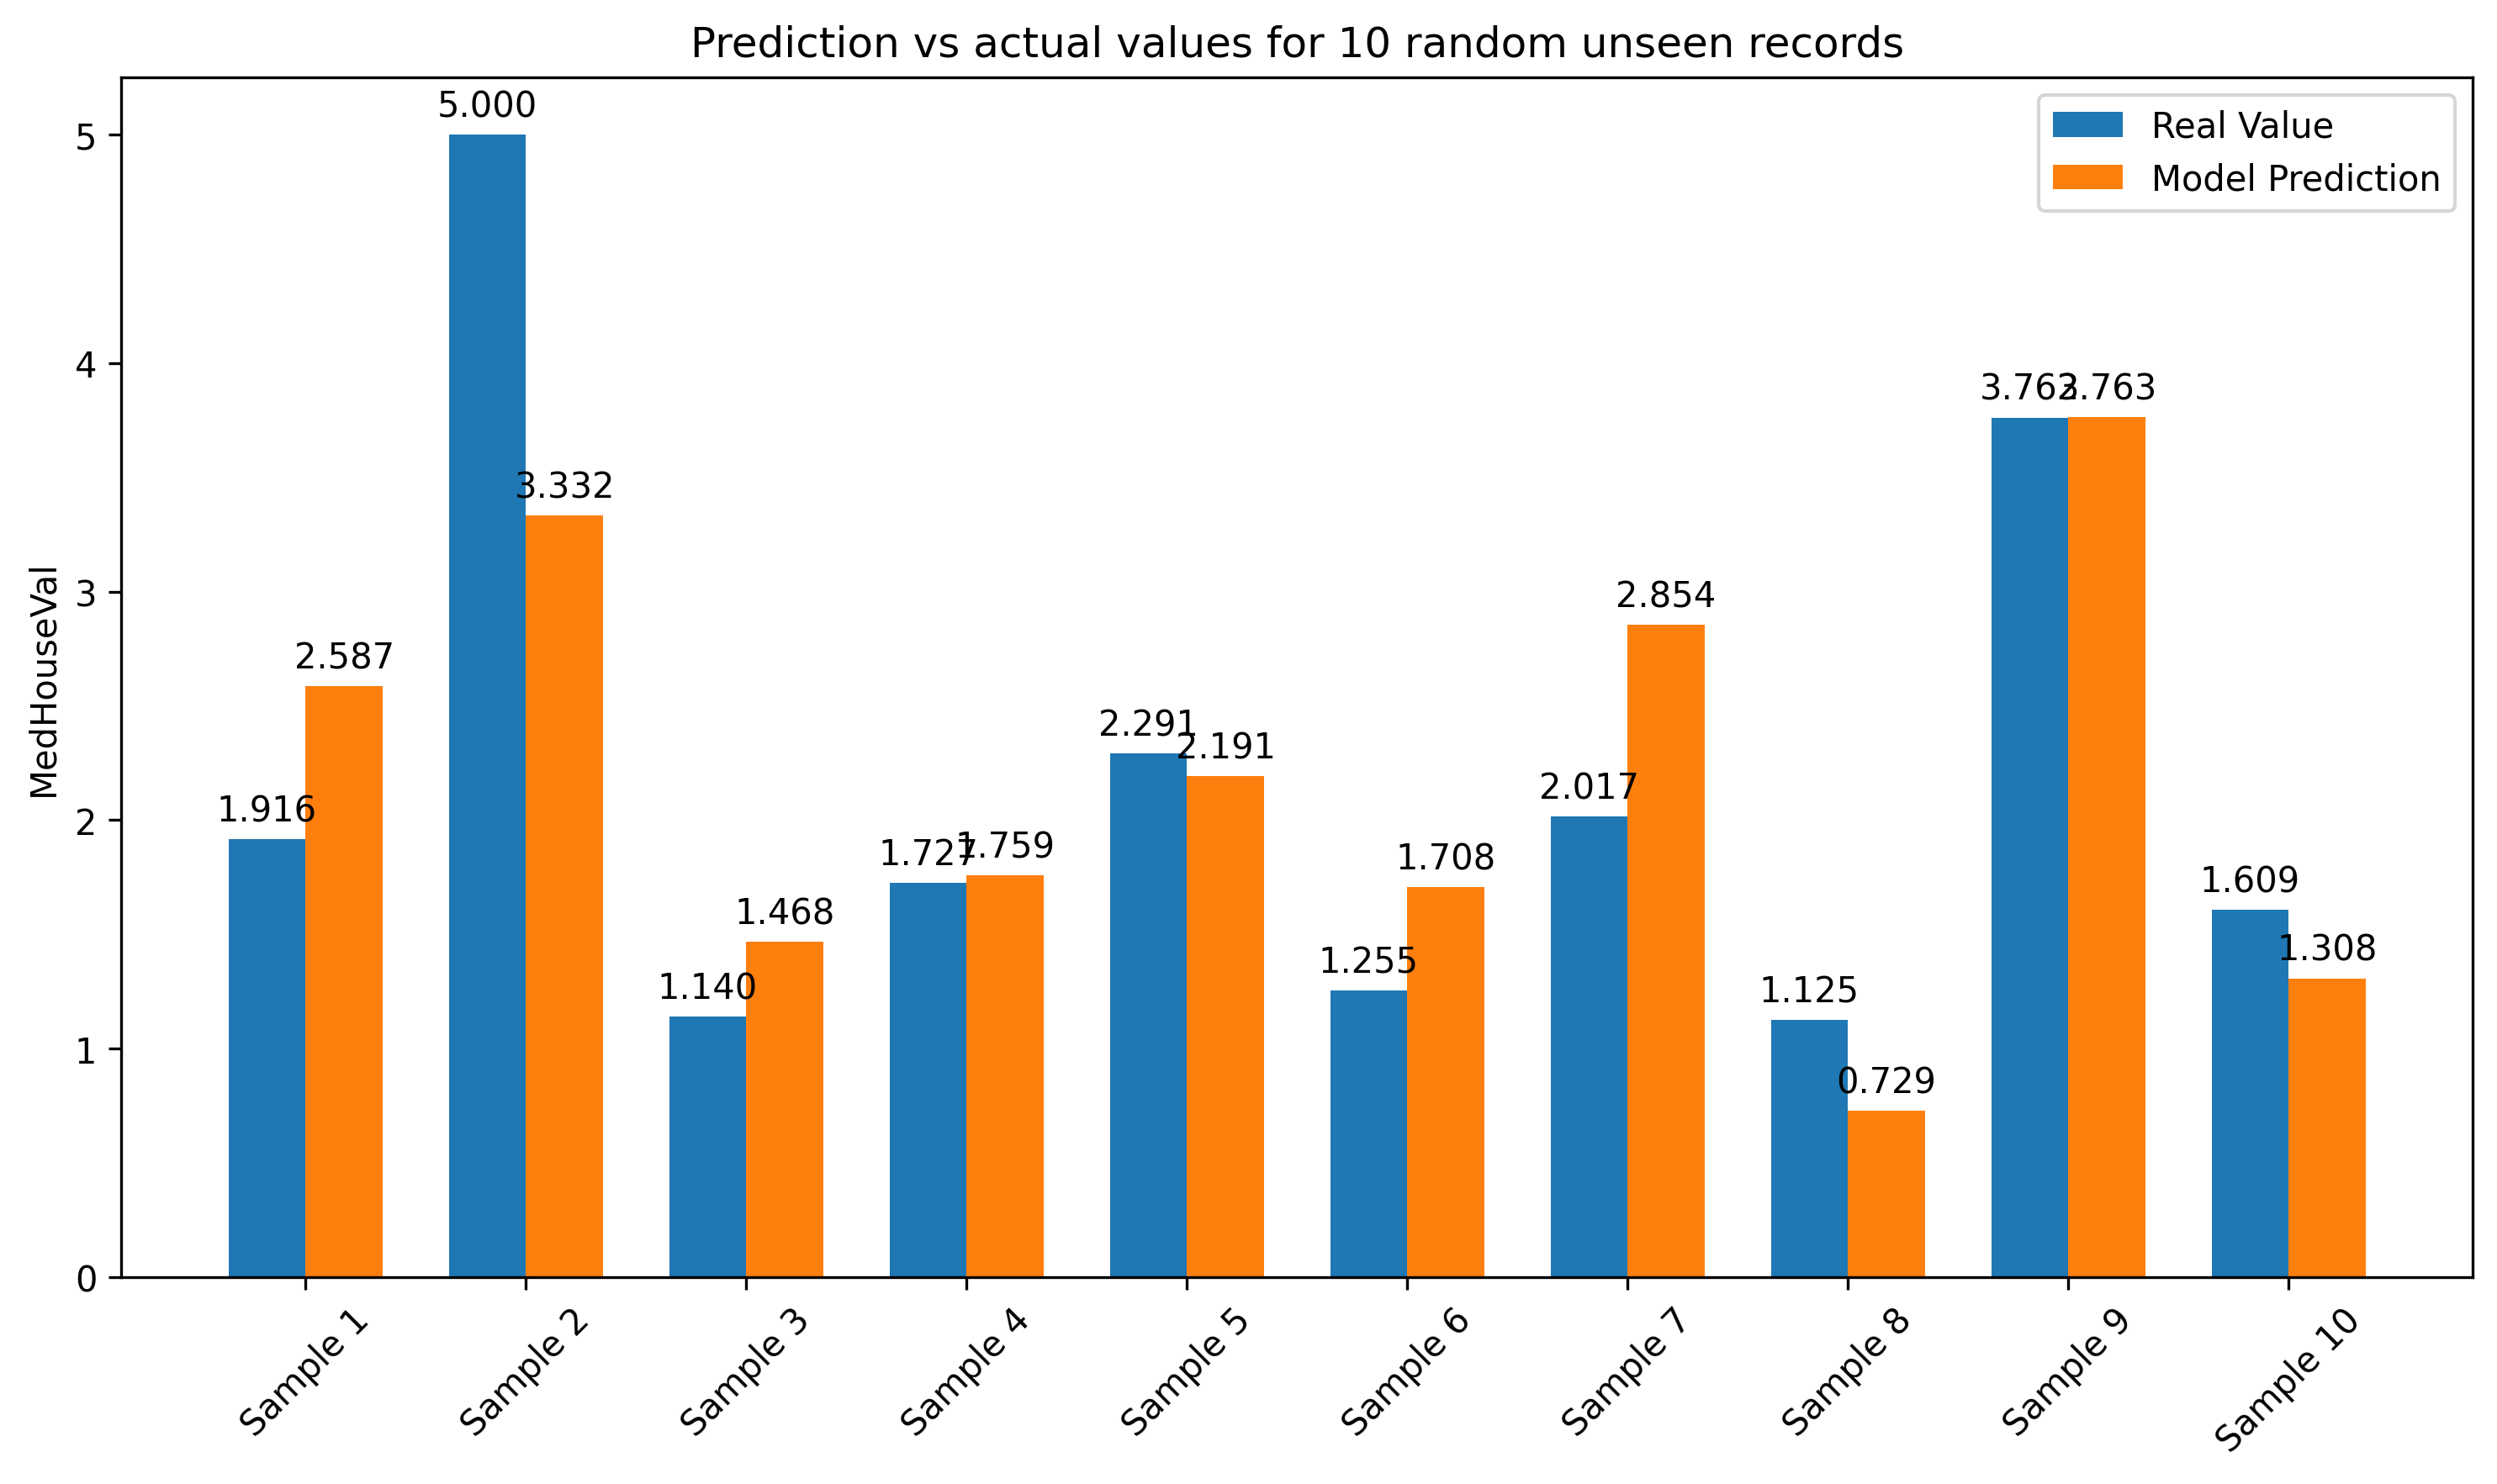 Prediction vs actual values for 10 random unseen records
Real Value
Model Prediction
MedHouseVal
5
4
3
2
1
0
1.916
2.587
5.000
3.332
1.140
1.468
1.727
1.759
2.291
2.191
1.255
1.708
2.017
2.854
1.125
0.729
3.763
1.609
1.308
Sample 1
Sample 2
Sample 3
Sample 4
Sample 5
Sample 6
Sample 7
Sample 8
Sample 9
Sample 10